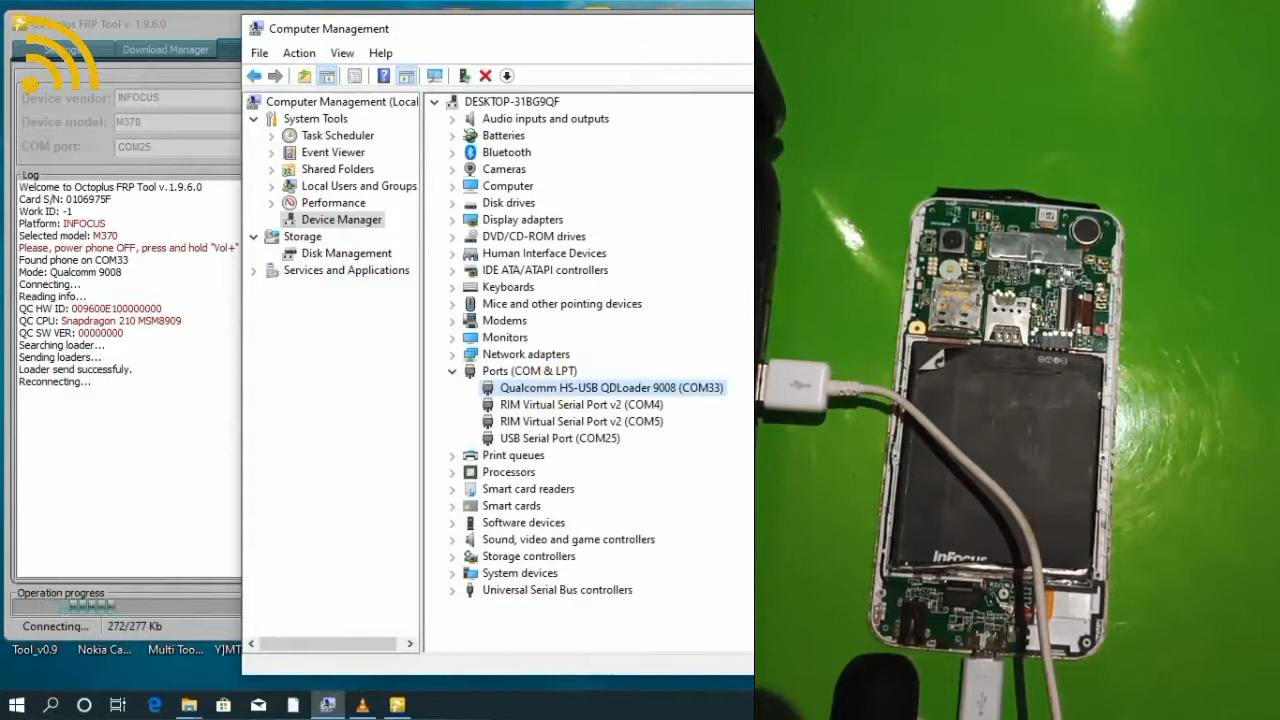 Octoplus FRP Tool v. 1.9.6.0
Settings
Download Manager
Device vendor: INFOCUS
Device model: M370
COM port: COM25
Log
Welcome to Octoplus FRP Tool v.1.9.6.0
Card S/N: 0106975F
Work ID: -1
Platform: INFOCUS
Selected model: M370
Please, power phone OFF, press and hold "Vol+"
Found phone on COM33
Mode: Qualcomm 9008
Connecting...
Reading info...
QC HW ID: 009600E100000000
QC CPU: Snapdragon 210 MSM8909
QC SW VER: 00000000
Searching loader...
Sending loaders...
Loader send successfuly.
Reconnecting...
Operation progress
Connecting...
272/277 Kb
Tool_v0.9
Nokia Ca...
Multi Too...
YJMT
Computer Management
File
Action
View
Help
Computer Management (Local
System Tools
Task Scheduler
Event Viewer
Shared Folders
Local Users and Groups
Performance
Device Manager
Storage
Disk Management
Services and Applications
DESKTOP-31BG9QF
Audio inputs and outputs
Batteries
Bluetooth
Cameras
Computer
Disk drives
Display adapters
DVD/CD-ROM drives
Human Interface Devices
IDE ATA/ATAPI controllers
Keyboards
Mice and other pointing devices
Modems
Monitors
Network adapters
Ports (COM & LPT)
Qualcomm HS-USB QDLoader 9008 (COM33)
RIM Virtual Serial Port v2 (COM4)
RIM Virtual Serial Port v2 (COM5)
USB Serial Port (COM25)
Print queues
Processors
Smart card readers
Smart cards
Software devices
Sound, video and game controllers
Storage controllers
System devices
Universal Serial Bus controllers
InFocus